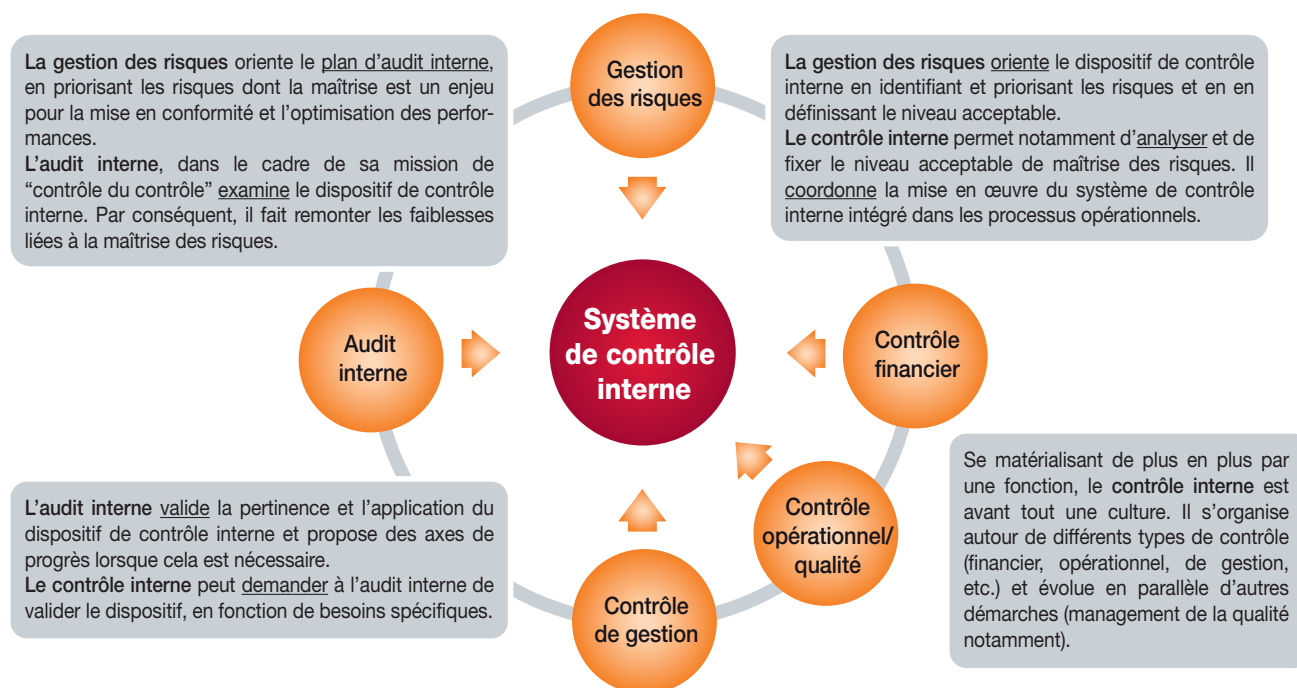 La gestion des risques oriente le plan d’audit interne,
en priorisant les risques dont la maîtrise est un enjeu
pour la mise en conformité et l’optimisation des perfor-
mances.
L’audit interne, dans le cadre de sa mission de
“contrôle du contrôle” examine le dispositif de contrôle
interne. Par conséquent, il fait remonter les faiblesses
liées à la maîtrise des risques.
Gestion
des risques
La gestion des risques oriente le dispositif de contrôle
interne en identifiant et priorisant les risques et en en
définissant le niveau acceptable.
Le contrôle interne permet notamment d’analyser et de
fixer le niveau acceptable de maîtrise des risques. Il
coordonne la mise en œuvre du système de contrôle
interne intégré dans les processus opérationnels.
Audit
interne
Système
de contrôle
interne
Contrôle
financier
L’audit interne valide la pertinence et l’application du
dispositif de contrôle interne et propose des axes de
progrès lorsque cela est nécessaire.
Le contrôle interne peut demander à l’audit interne de
valider le dispositif, en fonction de besoins spécifiques.
Contrôle
de gestion
Contrôle
opérationnel/
qualité
Se matérialisant de plus en plus par
une fonction, le contrôle interne est
avant tout une culture. Il s’organise
autour de différents types de contrôle
(financier, opérationnel, de gestion,
etc.) et évolue en parallèle d’autres
démarches (management de la qualité
notamment).